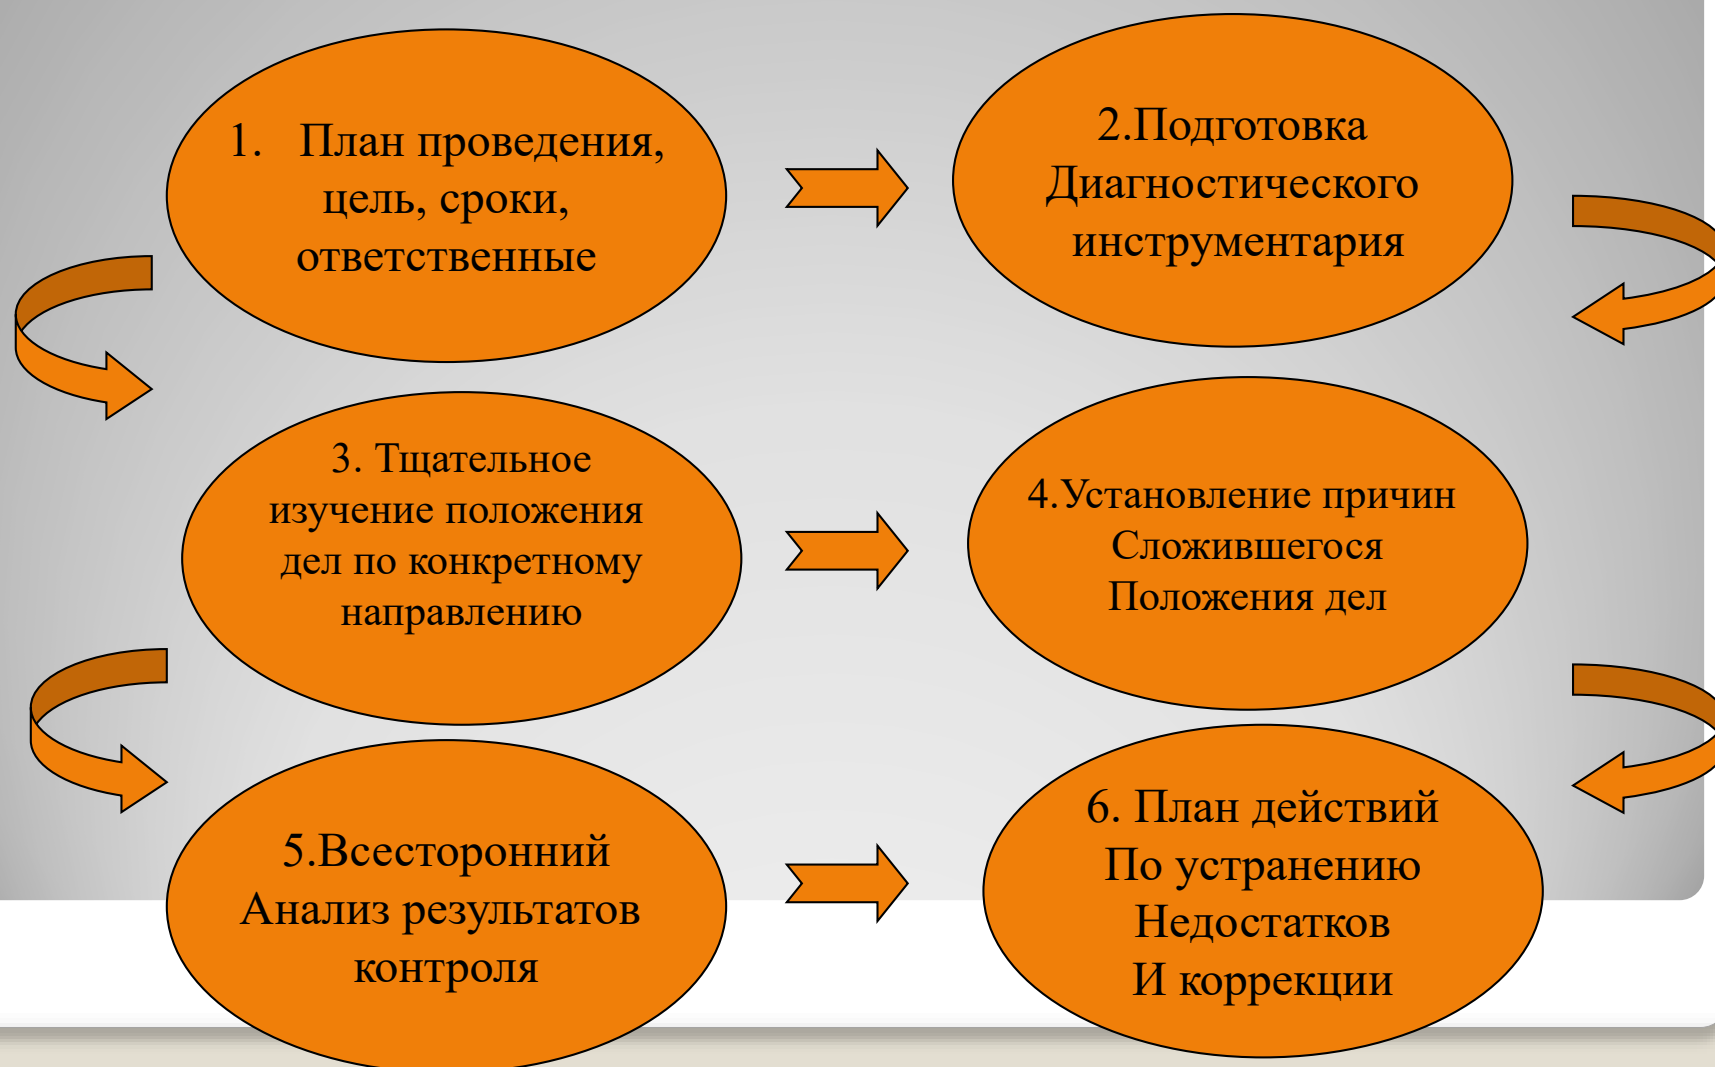 1. План проведения,
цель, сроки,
ответственные
2.Подготовка
Диагностического
инструментария
3. Тщательное
изучение положения
дел по конкретному
направлению
4.Установление причин
Сложившегося
Положения дел
5.Всесторонний
Анализ результатов
контроля
6. План действий
По устранению
Недостатков
И коррекции